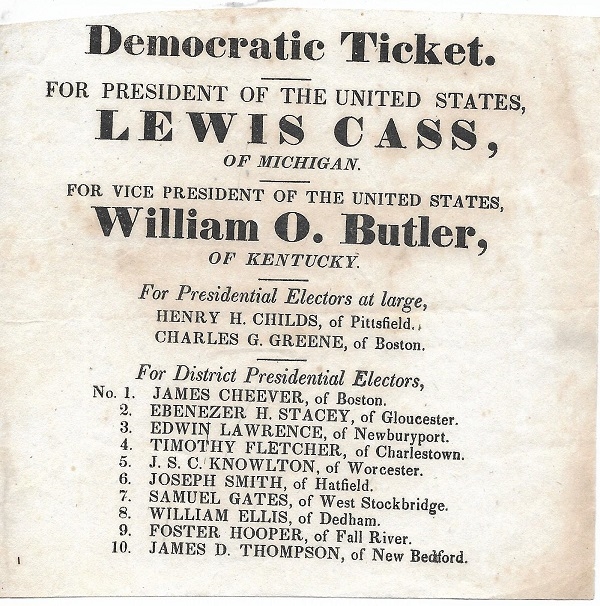 Democratic Ticket.
FOR PRESIDENT OF THE UNITED STATES,
LEWIS CASS,
OF MICHIGAN.
FOR VICE PRESIDENT OF THE UNITED STATES,
William O. Butler,
OF KENTUCKY.
For Presidential Electors at large,
HENRY H. CHILDS, of Pittsfield.
CHARLES G. GREENE, of Boston.
For District Presidential Electors,
No. 1. JAMES CHEEVER, of Boston.
2. EBENEZER H. STACEY, of Gloucester.
3. EDWIN LAWRENCE, of Newburyport.
4. TIMOTHY FLETCHER, of Charlestown.
5. J. S. C. KNOWLTON, of Worcester.
6. JOSEPH SMITH, of Hatfield.
7. SAMUEL GATES, of West Stockbridge.
8. WILLIAM ELLIS, of Dedham.
9. FOSTER HOOPER, of Fall River.
10. JAMES D. THOMPSON, of New Bedford.